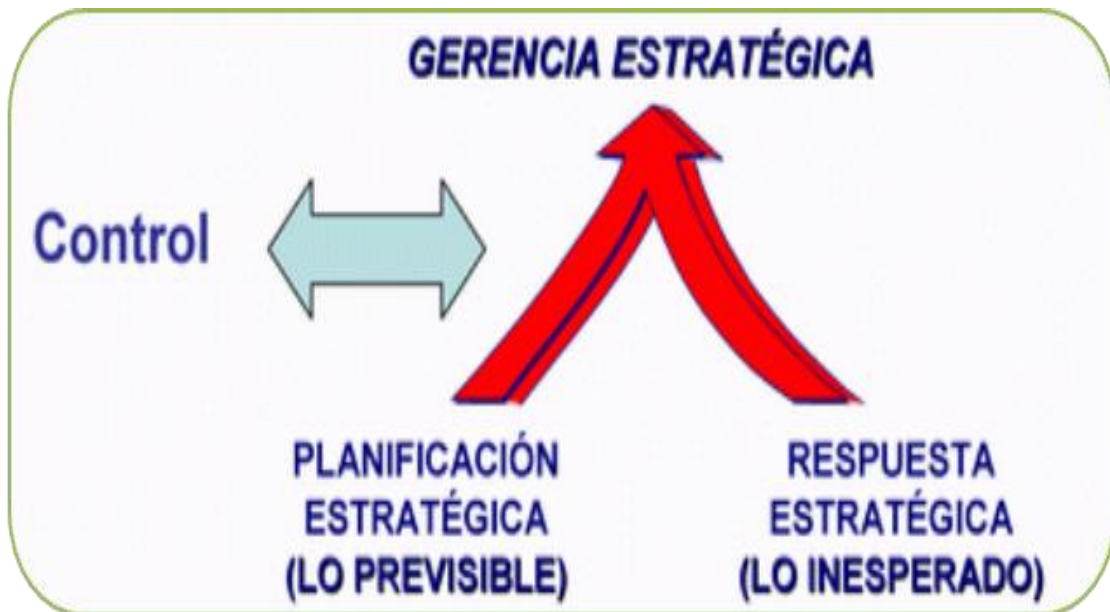 GERENCIA ESTRATÉGICA
Control
PLANIFICACIÓN
ESTRATÉGICA
(LO PREVISIBLE)
RESPUESTA
ESTRATÉGICA
(LO INESPERADO)